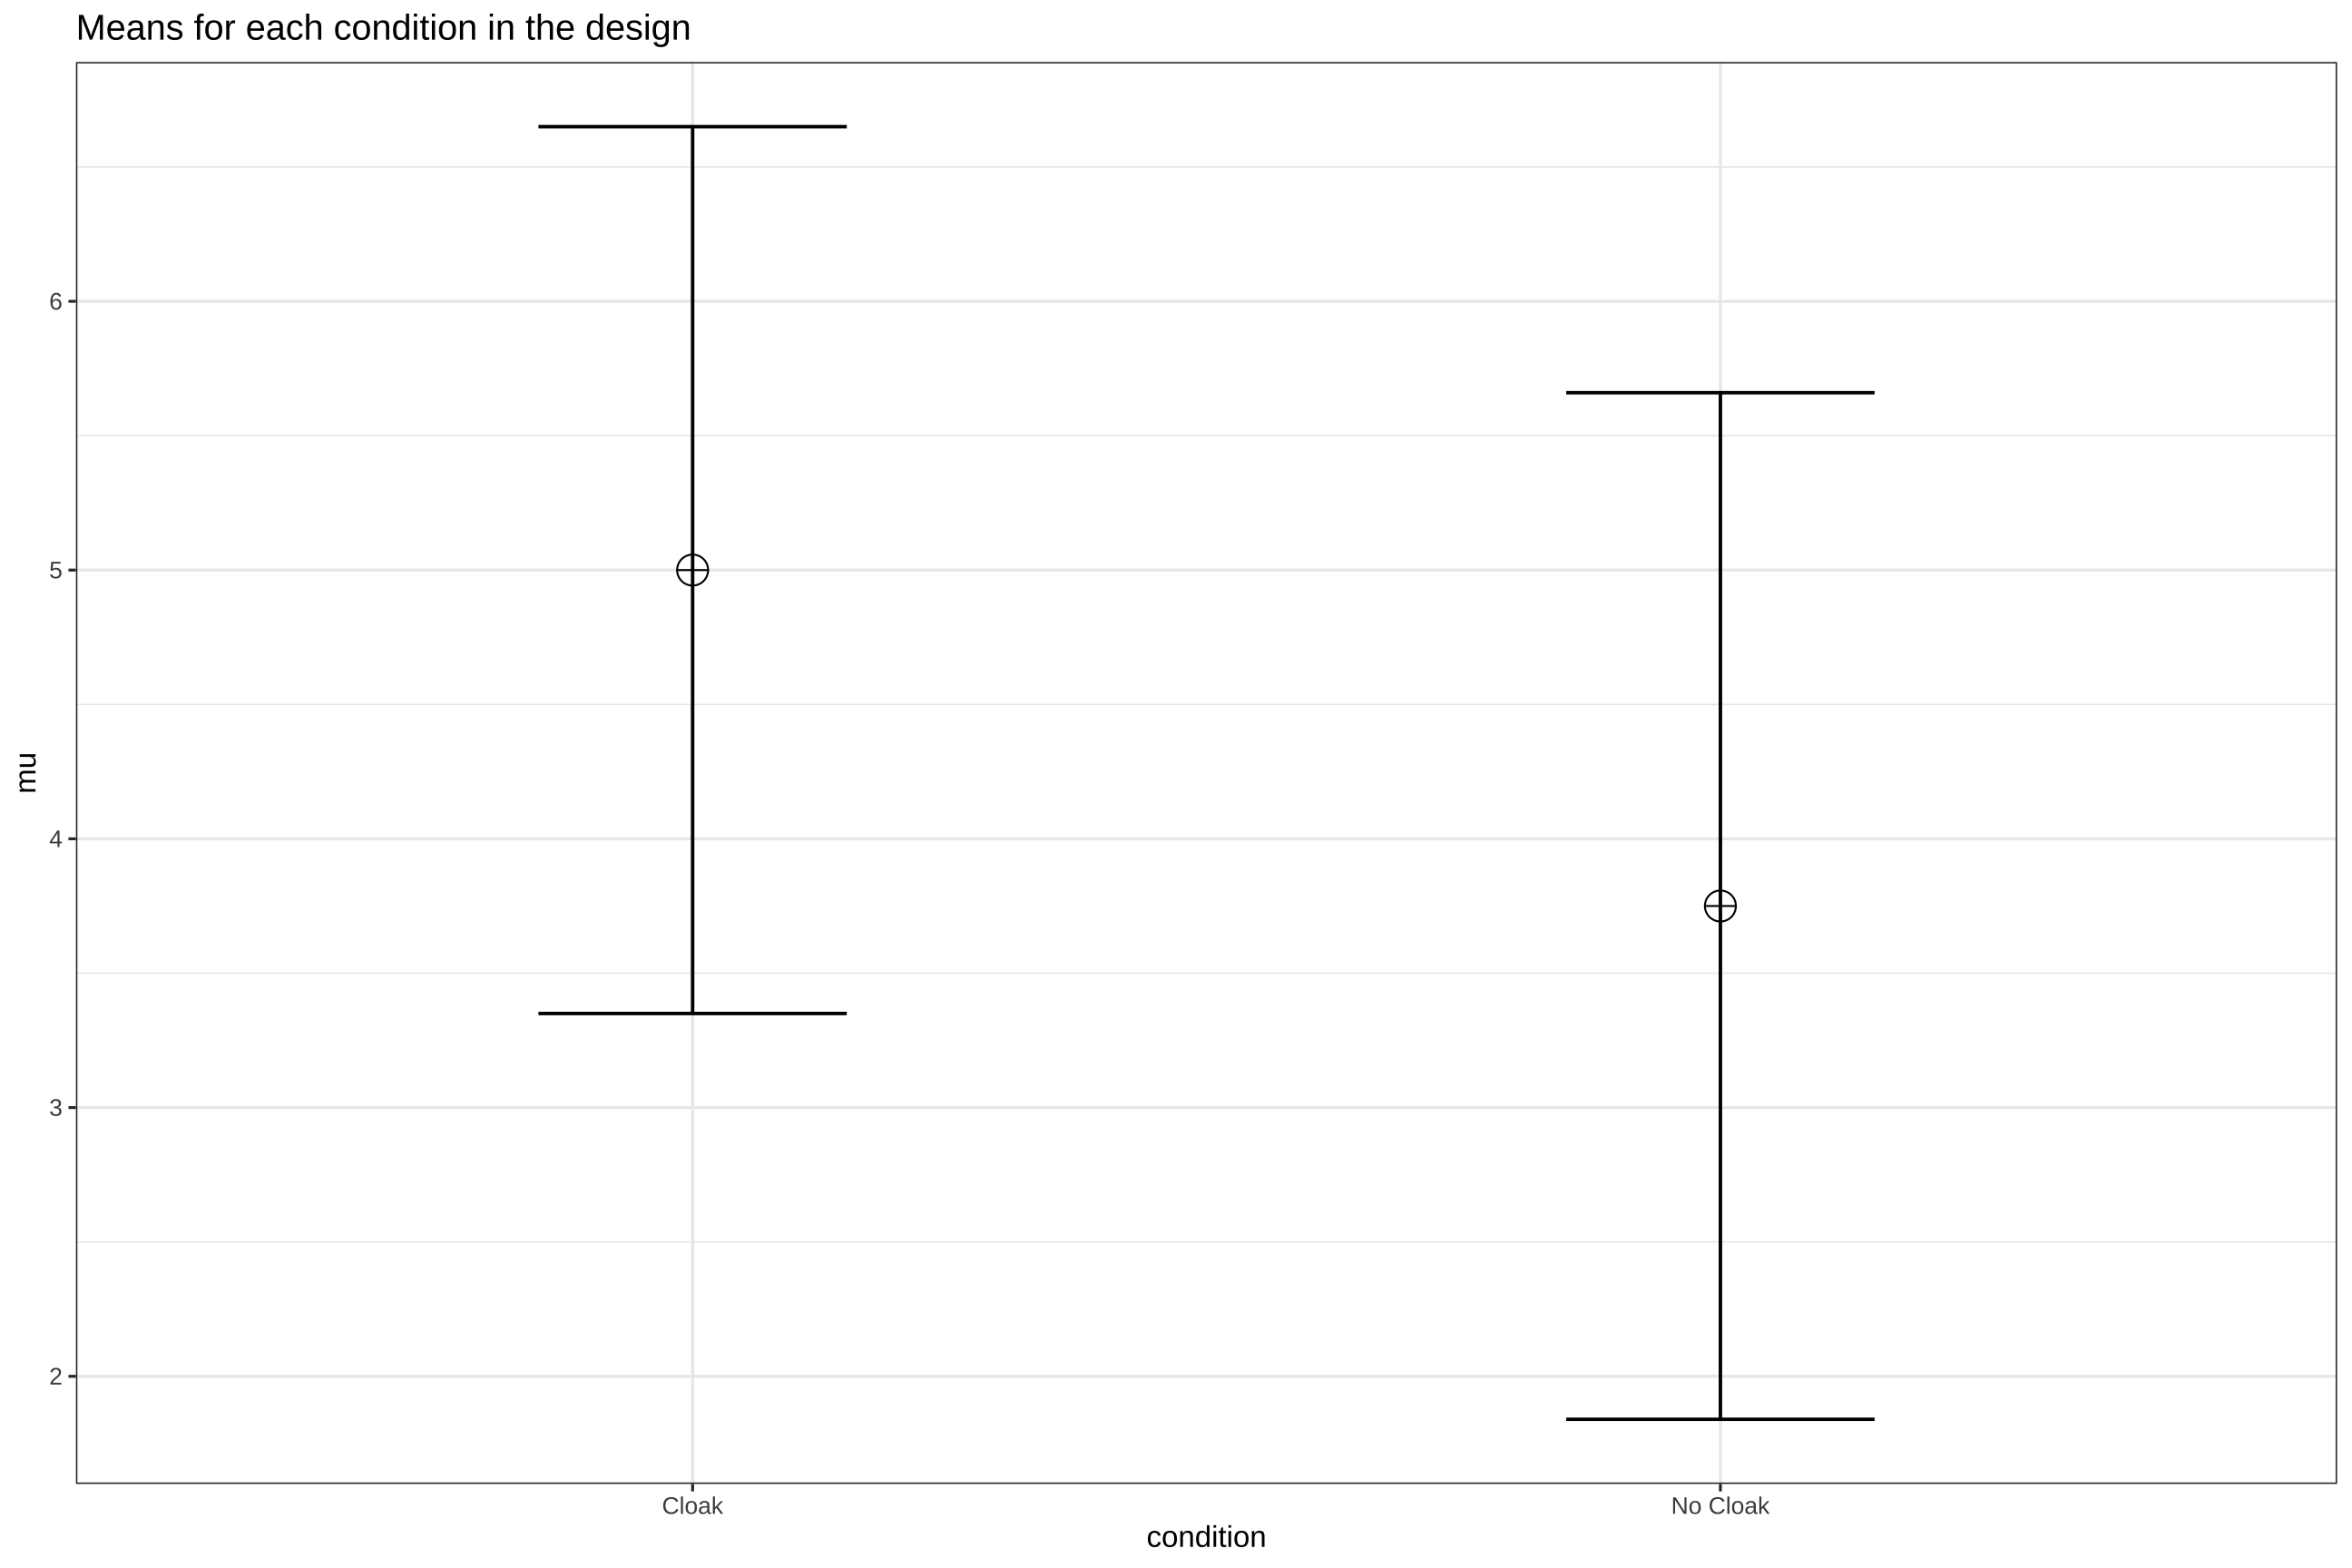 Means for each condition in the design
mu
6
5
4
3
2
Cloak
No Cloak
condition